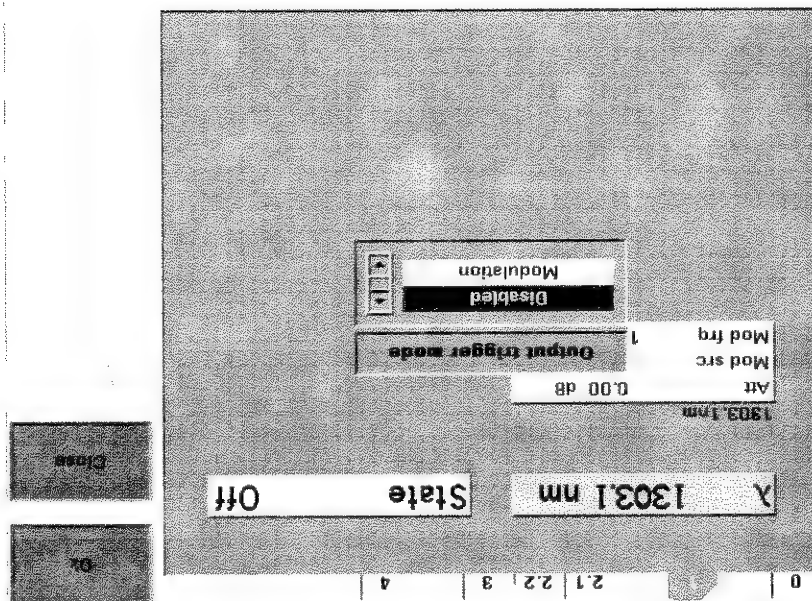 0 2.1 2.2 3 4
Ok
λ 1303.1 nm State Off
Close
1303.1nm
Att 0.00 dB
Mod src
Mod frq 1
Output trigger mode
Disabled
Modulation